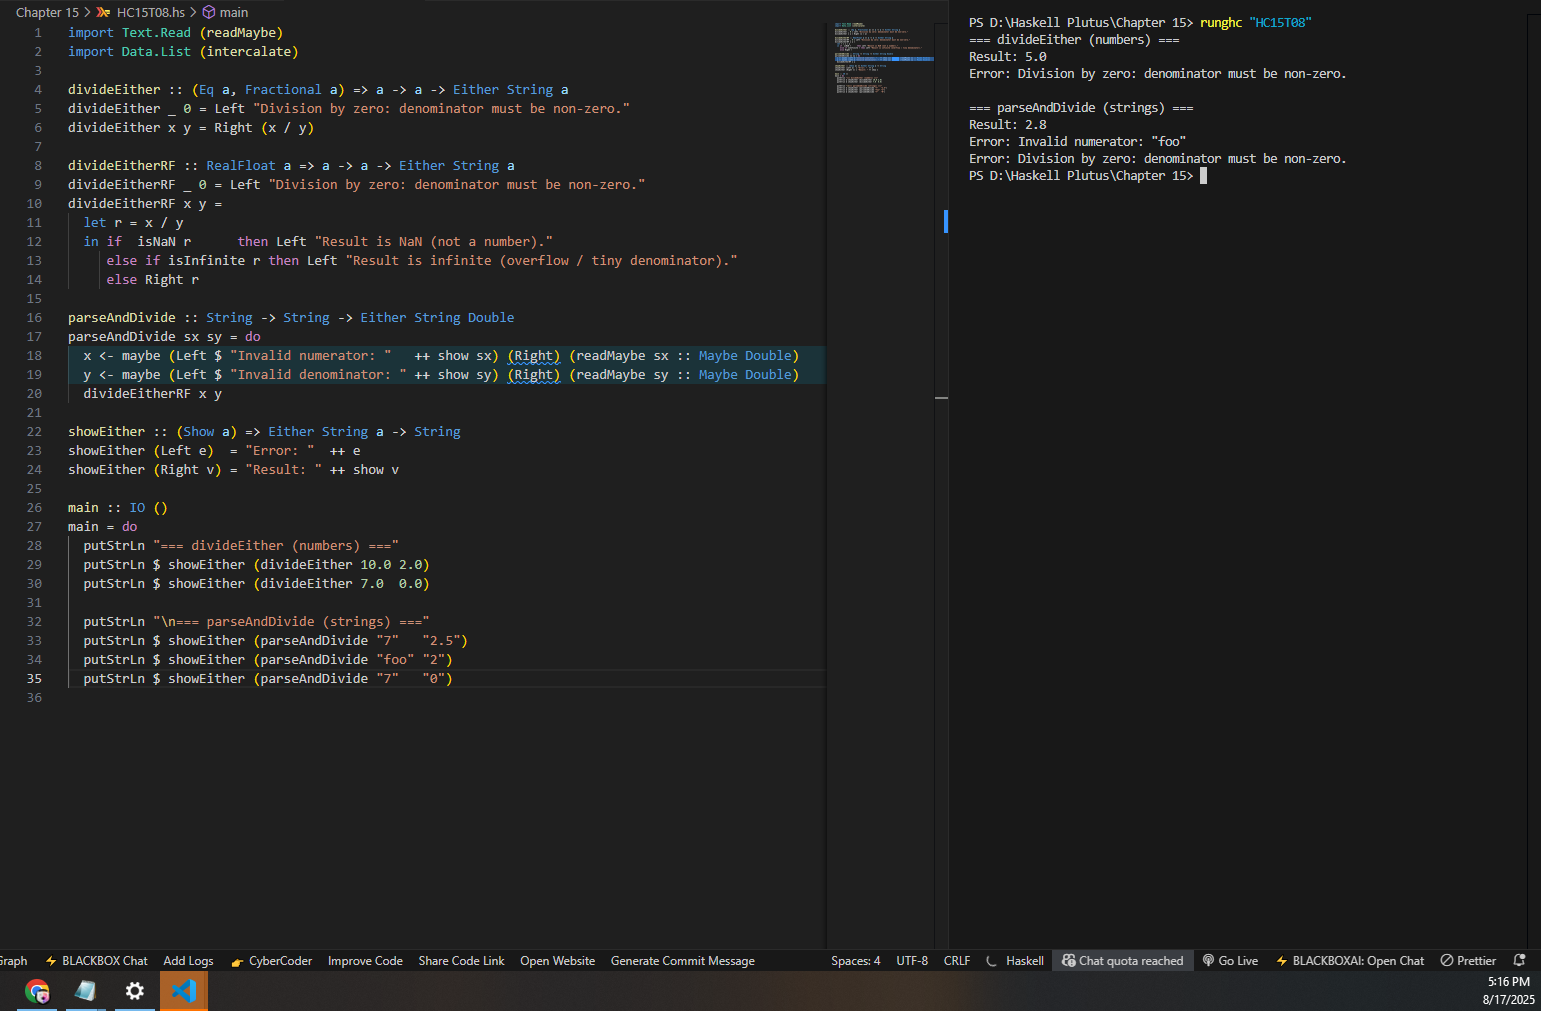 Chapter 15 > HC15T08.hs > main
1 import Text.Read (readMaybe)
2 import Data.List (intercalate)
3
4 divideEither :: (Eq a, Fractional a) => a -> a -> Either String a
5 divideEither _ 0 = Left "Division by zero: denominator must be non-zero."
6 divideEither x y = Right (x / y)
7
8 divideEitherRF :: RealFloat a => a -> a -> Either String a
9 divideEitherRF _ 0 = Left "Division by zero: denominator must be non-zero."
10 divideEitherRF x y =
11   let r = x / y
12   in if  isNaN r      then Left "Result is NaN (not a number)."
13      else if isInfinite r then Left "Result is infinite (overflow / tiny denominator)."
14      else Right r
15
16 parseAndDivide :: String -> String -> Either String Double
17 parseAndDivide sx sy = do
18   x <- maybe (Left $ "Invalid numerator: "   ++ show sx) (Right) (readMaybe sx :: Maybe Double)
19   y <- maybe (Left $ "Invalid denominator: " ++ show sy) (Right) (readMaybe sy :: Maybe Double)
20   divideEitherRF x y
21
22 showEither :: (Show a) => Either String a -> String
23 showEither (Left e)  = "Error: "  ++ e
24 showEither (Right v) = "Result: " ++ show v
25
26 main :: IO ()
27 main = do
28   putStrLn "=== divideEither (numbers) ==="
29   putStrLn $ showEither (divideEither 10.0 2.0)
30   putStrLn $ showEither (divideEither 7.0  0.0)
31
32   putStrLn "\n=== parseAndDivide (strings) ==="
33   putStrLn $ showEither (parseAndDivide "7"   "2.5")
34   putStrLn $ showEither (parseAndDivide "foo" "2")
35   putStrLn $ showEither (parseAndDivide "7"   "0")
36
PS D:\Haskell Plutus\Chapter 15> runghc "HC15T08"
=== divideEither (numbers) ===
Result: 5.0
Error: Division by zero: denominator must be non-zero.
=== parseAndDivide (strings) ===
Result: 2.8
Error: Invalid numerator: "foo"
Error: Division by zero: denominator must be non-zero.
PS D:\Haskell Plutus\Chapter 15>
Graph BLACKBOX Chat Add Logs CyberCoder Improve Code Share Code Link Open Website Generate Commit Message Spaces: 4 UTF-8 CRLF Haskell Chat quota reached Go Live BLACKBOXAI: Open Chat Prettier
5:16 PM
8/17/2025